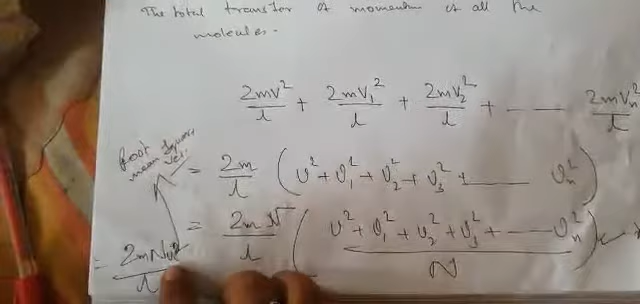 The total transfer of momentum of all the
molecules.
2mv²/l + 2mv₁²/l + 2mv₂²/l + —— 2mvₙ²/l
root square
mean vel:
= 2m/l (v² + v₁² + v₂² + v₃² + —— vₙ²)
= 2mN/l (v² + v₁² + v₂² + v₃² + —— vₙ² / N)
= 2mNv²/l